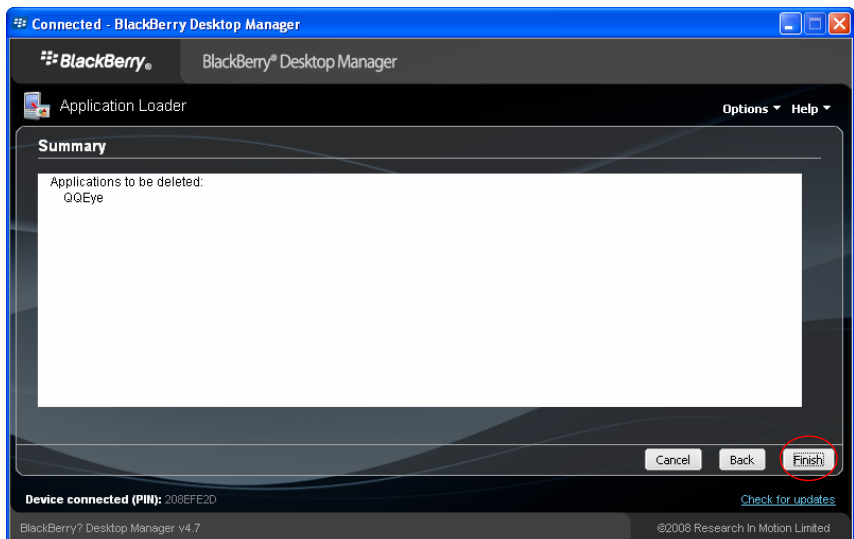 Connected - BlackBerry Desktop Manager
BlackBerry® BlackBerry® Desktop Manager
Application Loader Options Help
Summary
Applications to be deleted:
QQEye
Cancel Back Finish
Device connected (PIN): 208EFE2D Check for updates
BlackBerry? Desktop Manager v4.7 ©2008 Research In Motion Limited